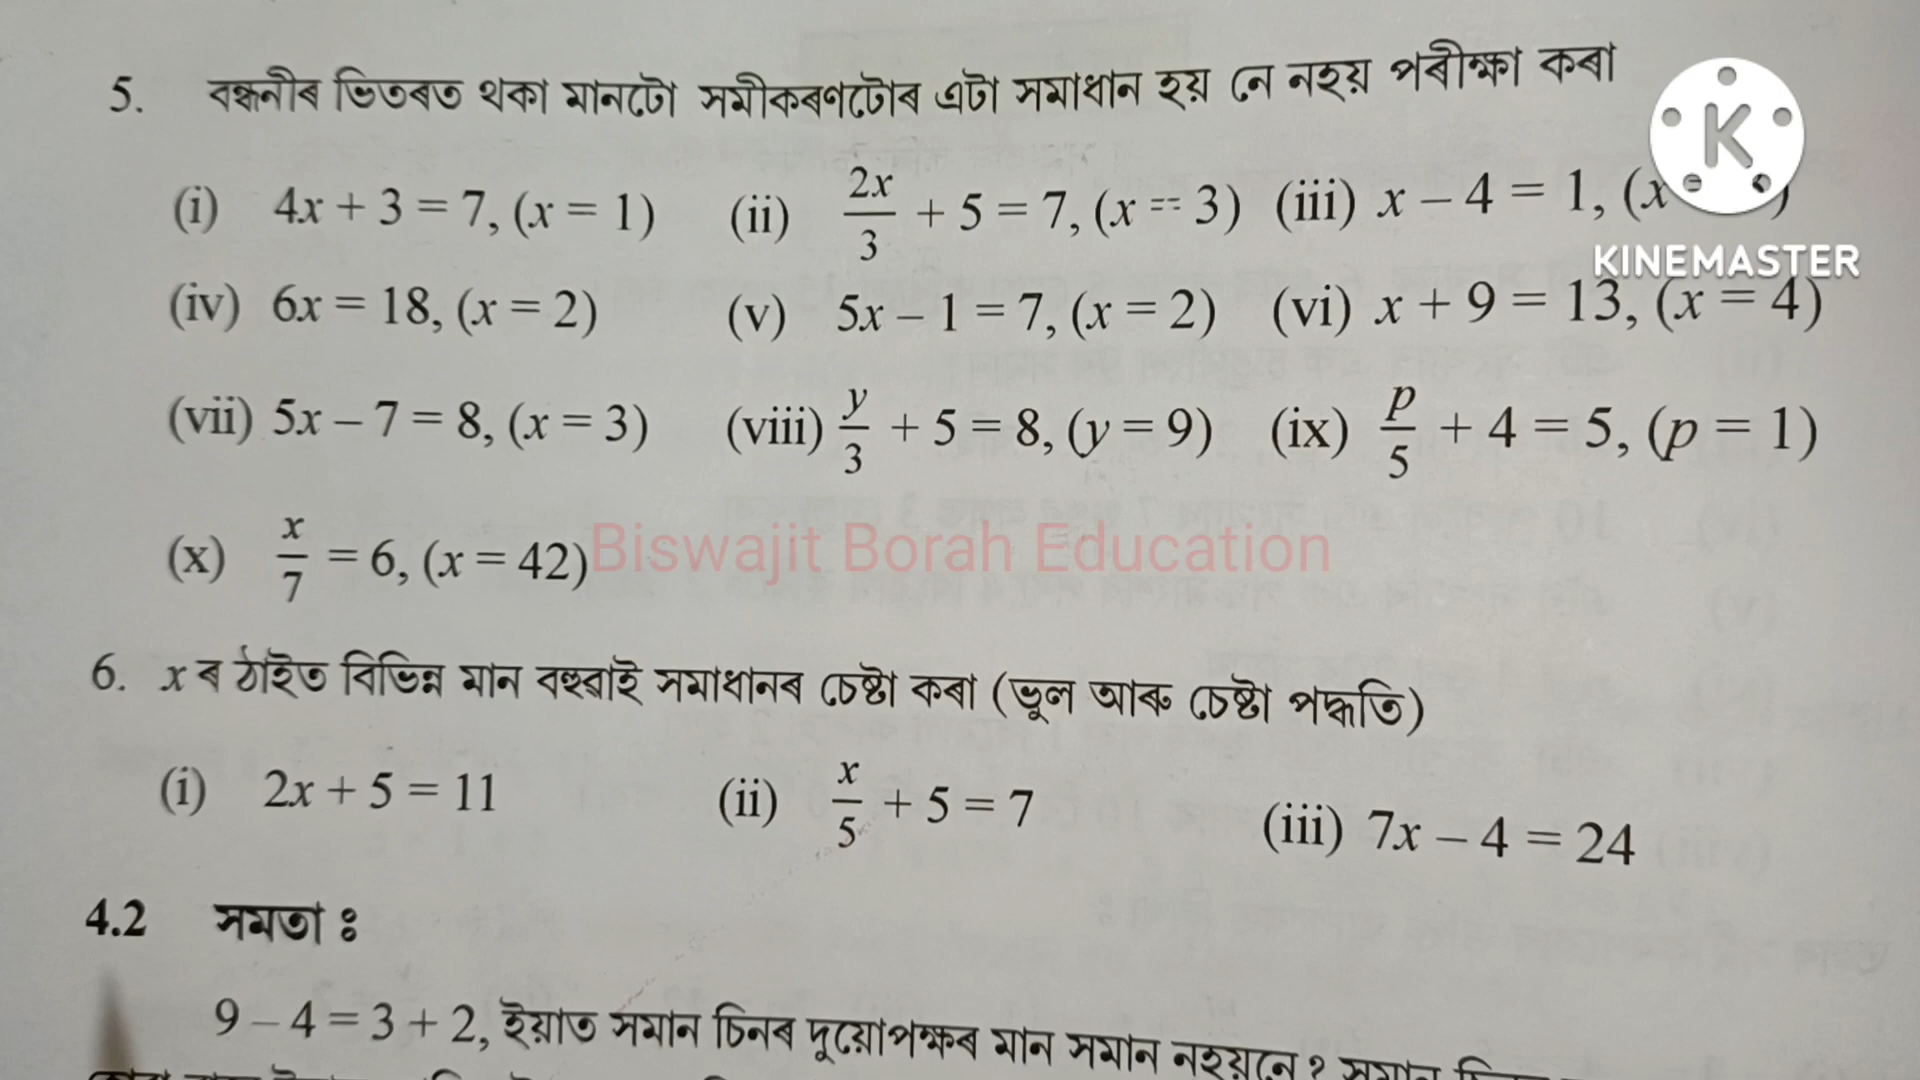 5. বন্ধনীৰ ভিতৰত থকা মানটো সমীকৰণটোৰ এটা সমাধান হয় নে নহয় পৰীক্ষা কৰা
(i) 4x + 3 = 7, (x = 1) (ii) 2x/3 + 5 = 7, (x = 3) (iii) x – 4 = 1, (x =
K
KINEMASTER
(iv) 6x = 18, (x = 2) (v) 5x – 1 = 7, (x = 2) (vi) x + 9 = 13, (x = 4)
(vii) 5x – 7 = 8, (x = 3) (viii) y/3 + 5 = 8, (y = 9) (ix) p/5 + 4 = 5, (p = 1)
(x) x/7 = 6, (x = 42)
Biswajit Borah Education
6. x ৰ ঠাইত বিভিন্ন মান বহুৱাই সমাধানৰ চেষ্টা কৰা (ভুল আৰু চেষ্টা পদ্ধতি)
(i) 2x + 5 = 11 (ii) x/5 + 5 = 7 (iii) 7x – 4 = 24
4.2 সমতা ঃ
9 – 4 = 3 + 2, ইয়াত সমান চিনৰ দুয়োপক্ষৰ মান সমান নহয়নে? সমান